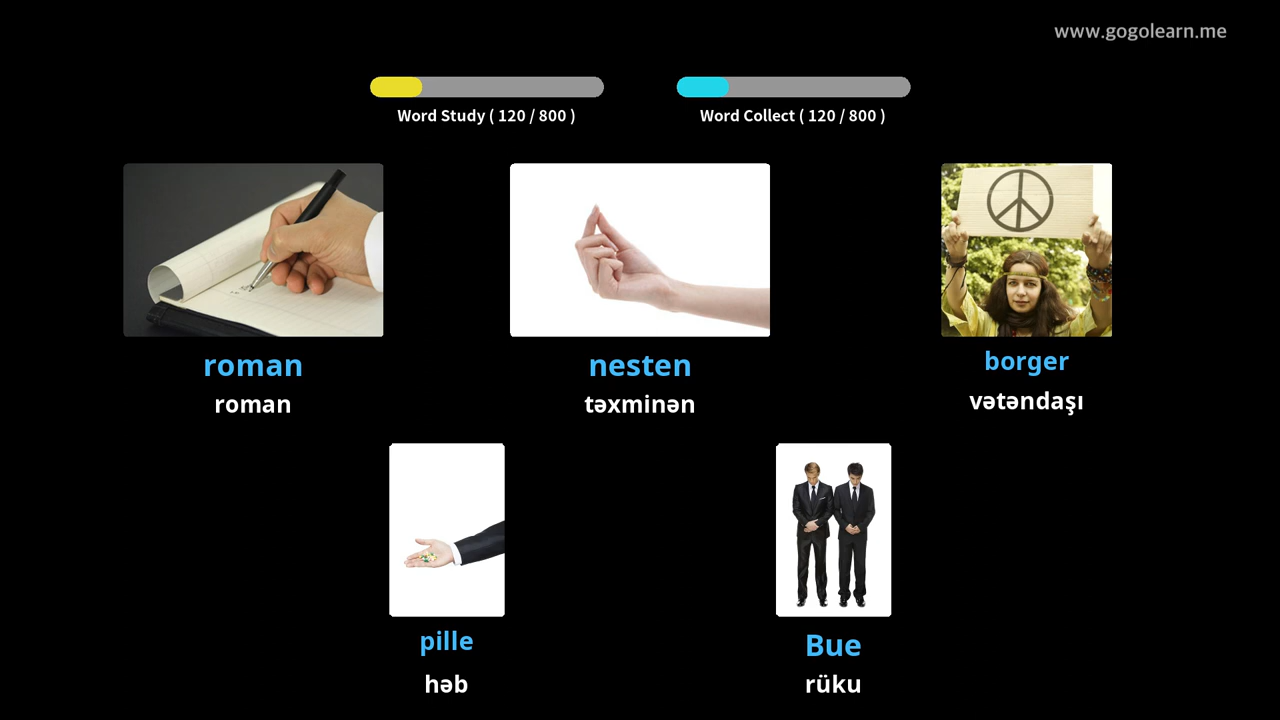 www.gogolearn.me
Word Study ( 120 / 800 )
Word Collect ( 120 / 800 )
roman
roman
nesten
təxminən
borger
vətəndaşı
pille
həb
Bue
rüku